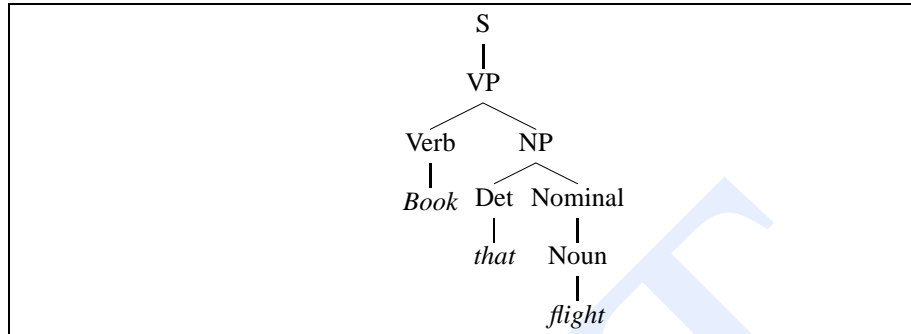 S
VP
Verb NP
Book Det Nominal
that Noun
flight